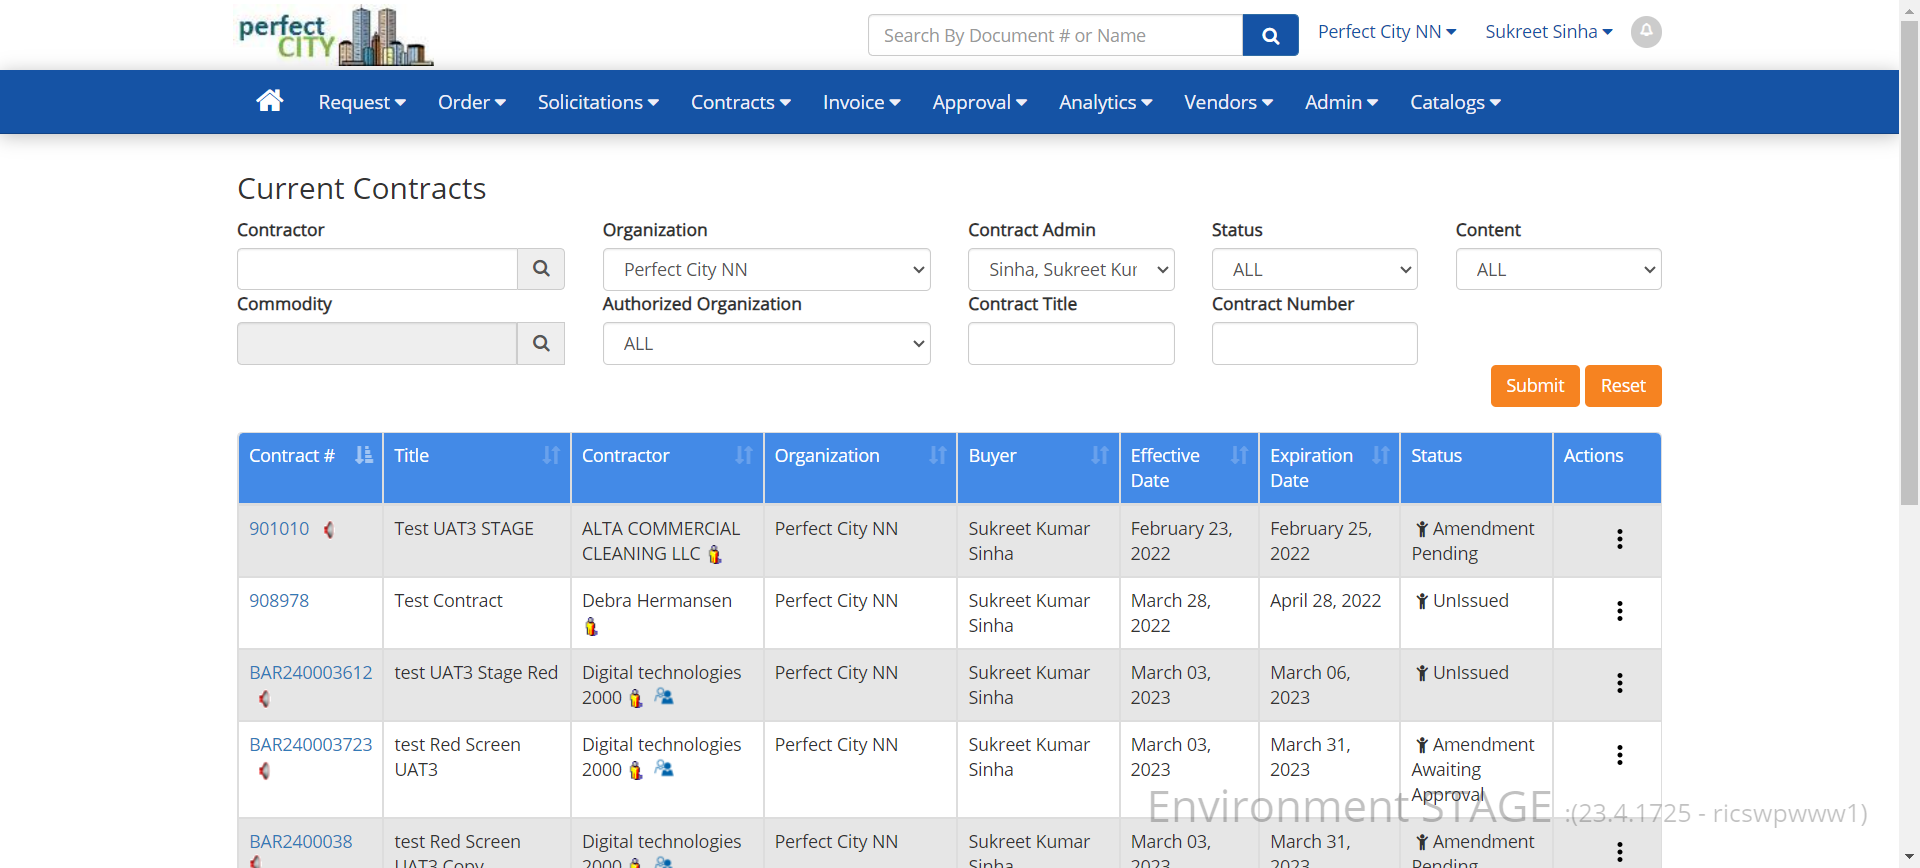 perfect
CITY
Search By Document # or Name
Perfect City NN
Sukreet Sinha
Request
Order
Solicitations
Contracts
Invoice
Approval
Analytics
Vendors
Admin
Catalogs
Current Contracts
Contractor
Organization
Contract Admin
Status
Content
Perfect City NN
Sinha, Sukreet Kur
ALL
ALL
Commodity
Authorized Organization
Contract Title
Contract Number
ALL
Submit
Reset
Contract #
Title
Contractor
Organization
Buyer
Effective
Date
Expiration
Date
Status
Actions
901010
Test UAT3 STAGE
ALTA COMMERCIAL
CLEANING LLC
Perfect City NN
Sukreet Kumar
Sinha
February 23,
2022
February 25,
2022
Amendment
Pending
908978
Test Contract
Debra Hermansen
Perfect City NN
Sukreet Kumar
Sinha
March 28,
2022
April 28, 2022
UnIssued
BAR240003612
test UAT3 Stage Red
Digital technologies
2000
Perfect City NN
Sukreet Kumar
Sinha
March 03,
2023
March 06,
2023
UnIssued
BAR240003723
test Red Screen
UAT3
Digital technologies
2000
Perfect City NN
Sukreet Kumar
Sinha
March 03,
2023
March 31,
2023
Amendment
Awaiting
Approval
Environment STAGE :(23.4.1725 - ricswpwww1)
BAR2400038
test Red Screen
UAT3 Copy
Digital technologies
2000
Perfect City NN
Sukreet Kumar
Sinha
March 03,
2023
March 31,
2023
Amendment
Pending